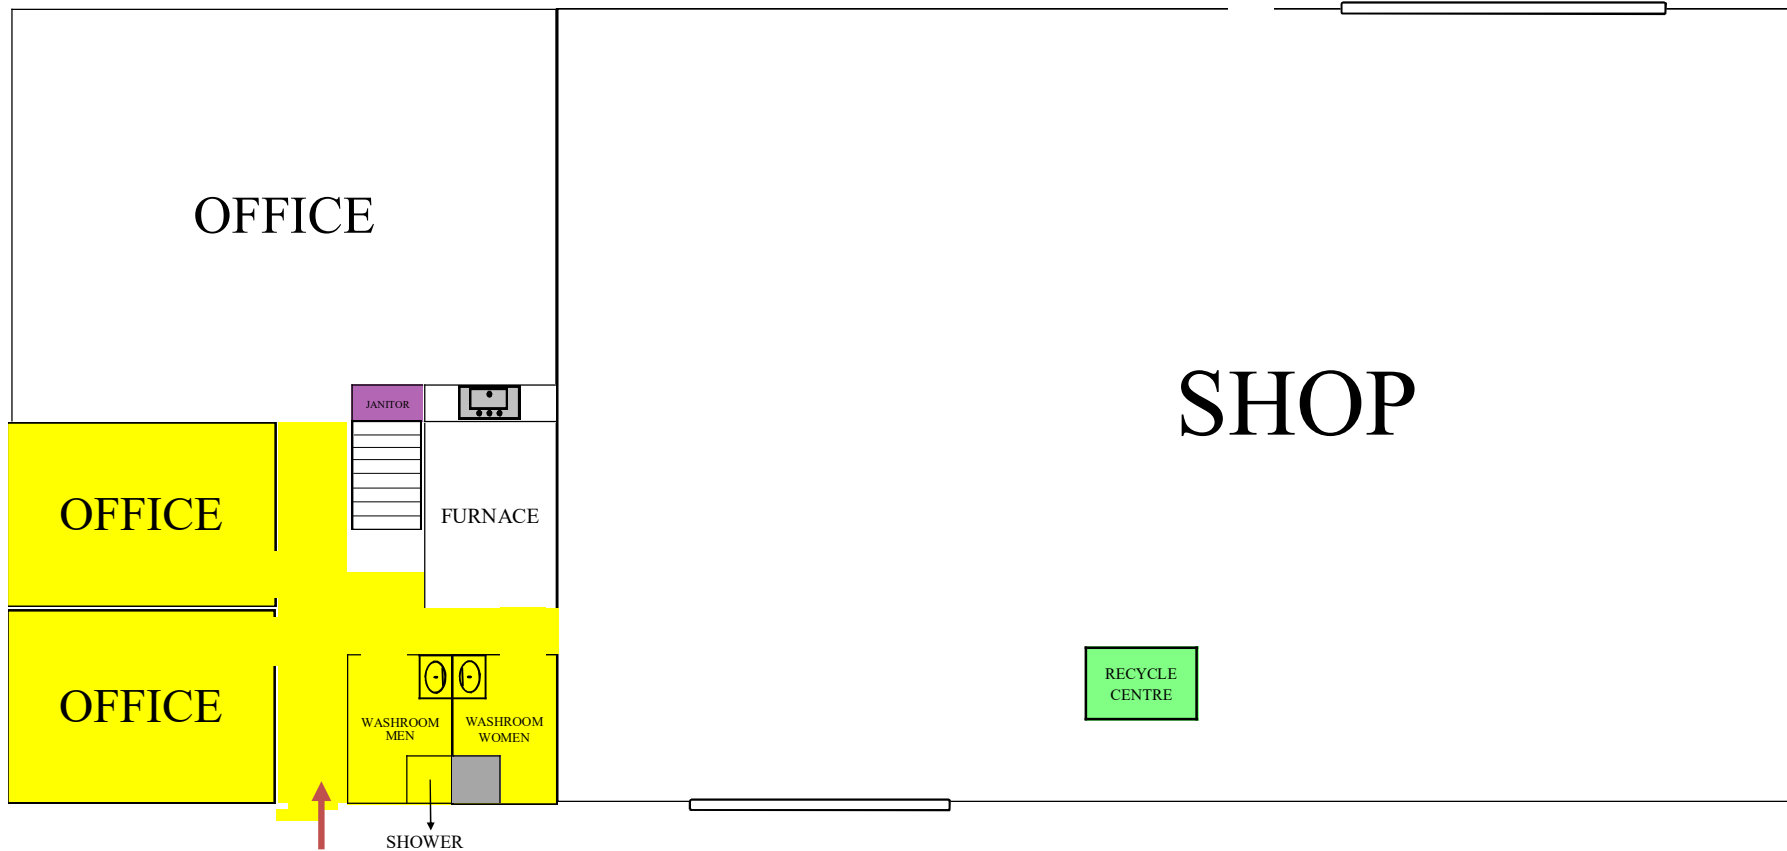 OFFICE
SHOP
JANITOR
OFFICE
FURNACE
RECYCLE
CENTRE
OFFICE
WASHROOM
MEN
WASHROOM
WOMEN
SHOWER